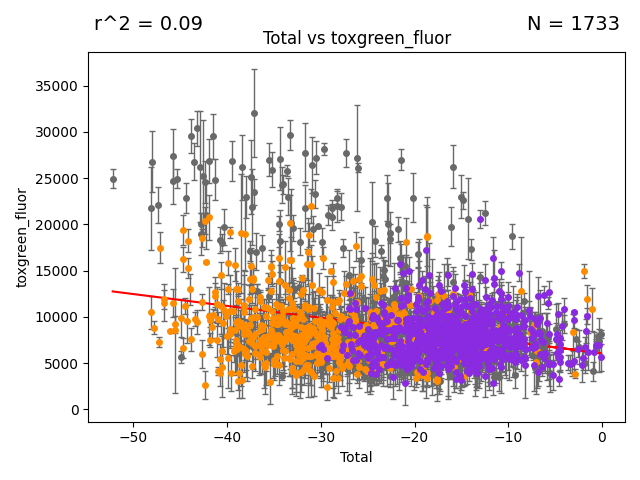 r^2 = 0.09
N = 1733
Total vs toxgreen_fluor
35000
30000
25000
20000
15000
10000
5000
0
toxgreen_fluor
−50
−40
−30
−20
−10
0
Total